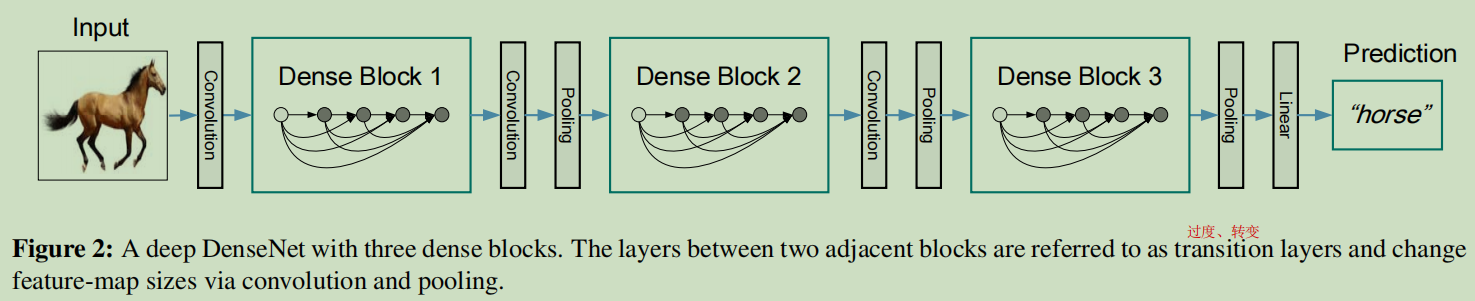 Input
Convolution
Dense Block 1
Convolution
Pooling
Dense Block 2
Convolution
Pooling
Dense Block 3
Pooling
Linear
Prediction
“horse”
过度、转变
Figure 2: A deep DenseNet with three dense blocks. The layers between two adjacent blocks are referred to as transition layers and change
feature-map sizes via convolution and pooling.